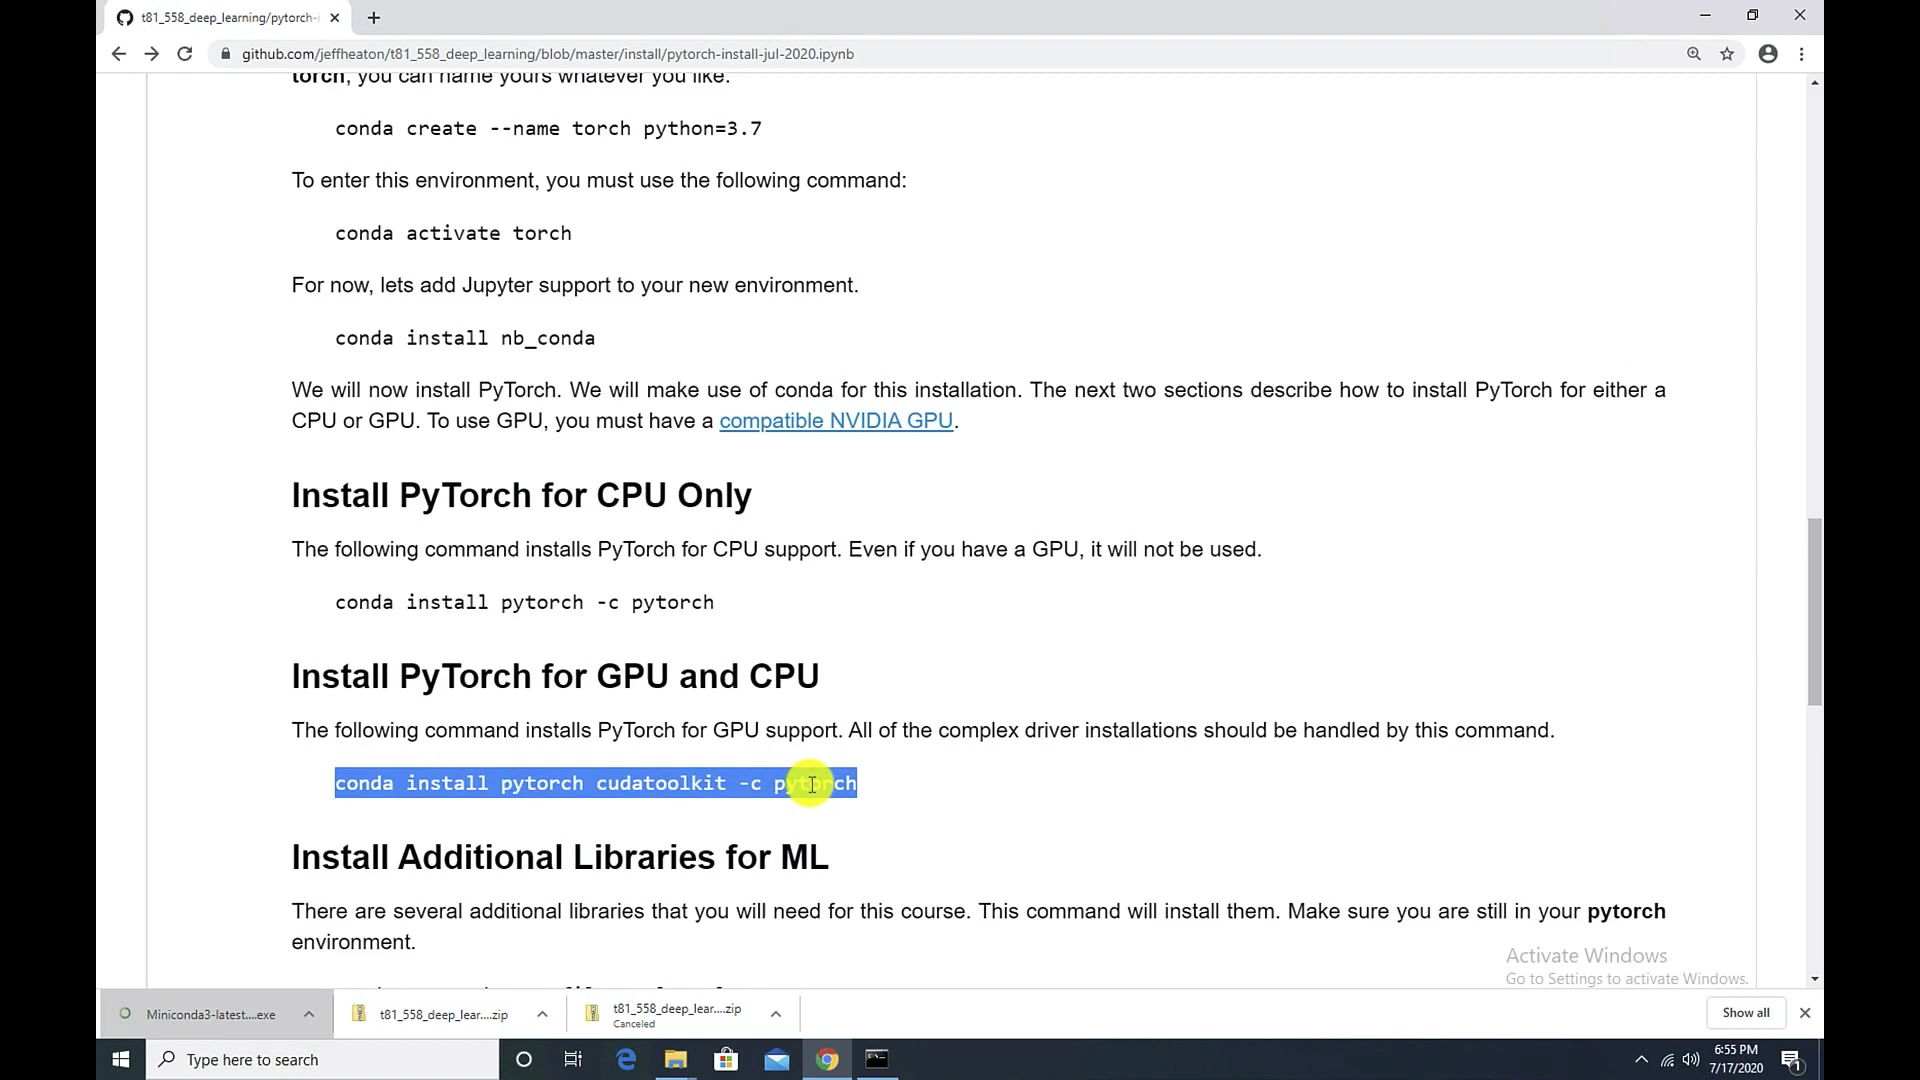 t81_558_deep_learning/pytorch-i
github.com/jeffheaton/t81_558_deep_learning/blob/master/install/pytorch-install-jul-2020.ipynb
torch, you can name yours whatever you like.
conda create --name torch python=3.7
To enter this environment, you must use the following command:
conda activate torch
For now, lets add Jupyter support to your new environment.
conda install nb_conda
We will now install PyTorch. We will make use of conda for this installation. The next two sections describe how to install PyTorch for either a
CPU or GPU. To use GPU, you must have a compatible NVIDIA GPU.
Install PyTorch for CPU Only
The following command installs PyTorch for CPU support. Even if you have a GPU, it will not be used.
conda install pytorch -c pytorch
Install PyTorch for GPU and CPU
The following command installs PyTorch for GPU support. All of the complex driver installations should be handled by this command.
conda install pytorch cudatoolkit -c pytorch
Install Additional Libraries for ML
There are several additional libraries that you will need for this course. This command will install them. Make sure you are still in your pytorch
environment.
Activate Windows
Go to Settings to activate Windows.
Miniconda3-latest....exe
t81_558_deep_lear....zip
t81_558_deep_lear....zip
Canceled
Show all
Type here to search
6:55 PM
7/17/2020
1